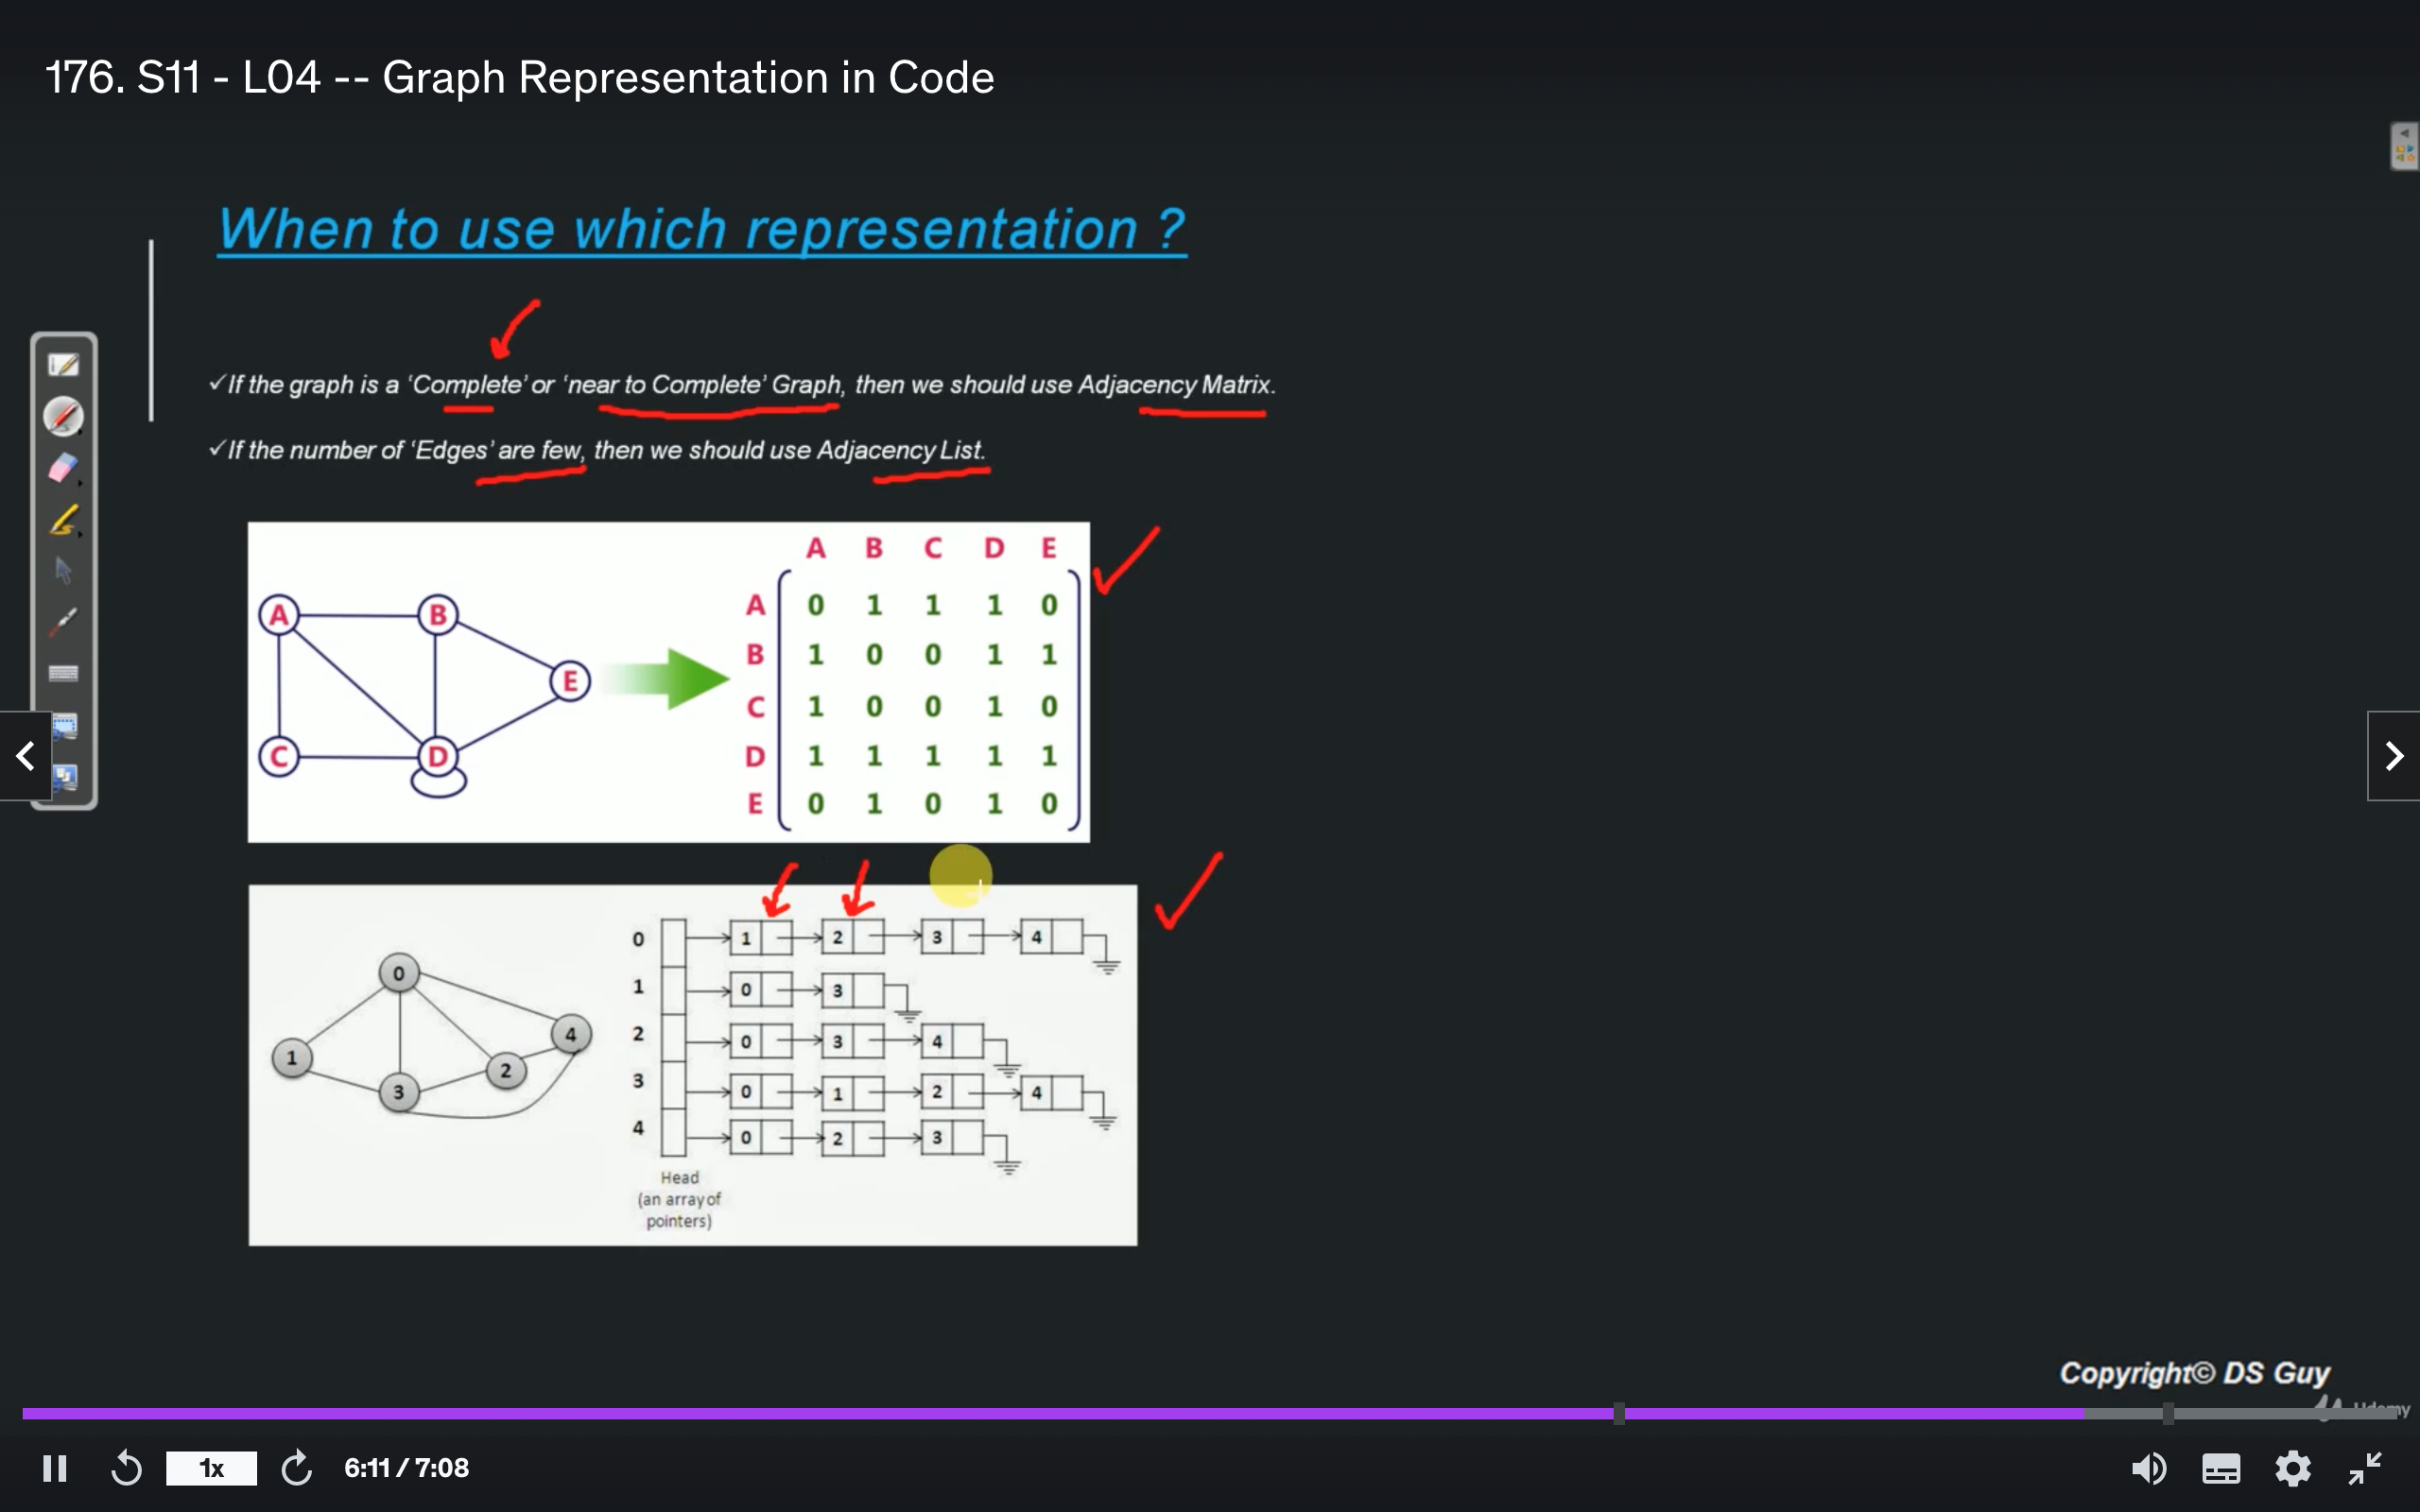 176. S11 - L04 -- Graph Representation in Code
When to use which representation ?
✓If the graph is a ‘Complete’ or ‘near to Complete’ Graph, then we should use Adjacency Matrix.
✓If the number of ‘Edges’ are few, then we should use Adjacency List.
A B C D E
A 0 1 1 1 0
B 1 0 0 1 1
C 1 0 0 1 0
D 1 1 1 1 1
E 0 1 0 1 0
A B
E
C D
0 1 2 3 4
1 0 3
2 0 3 4
3 0 1 2 4
4 0 2 3
0
4
1
2
3
Head
(an array of
pointers)
Copyright© DS Guy
Udemy
1x
6:11 / 7:08